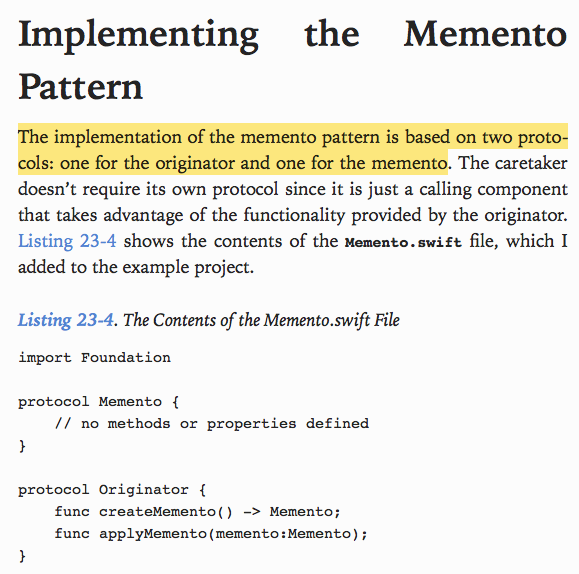 Implementing the Memento
Pattern
The implementation of the memento pattern is based on two proto-
cols: one for the originator and one for the memento. The caretaker
doesn’t require its own protocol since it is just a calling component
that takes advantage of the functionality provided by the originator.
Listing 23-4 shows the contents of the Memento.swift file, which I
added to the example project.
Listing 23-4. The Contents of the Memento.swift File
import Foundation
protocol Memento {
    // no methods or properties defined
}
protocol Originator {
    func createMemento() -> Memento;
    func applyMemento(memento:Memento);
}